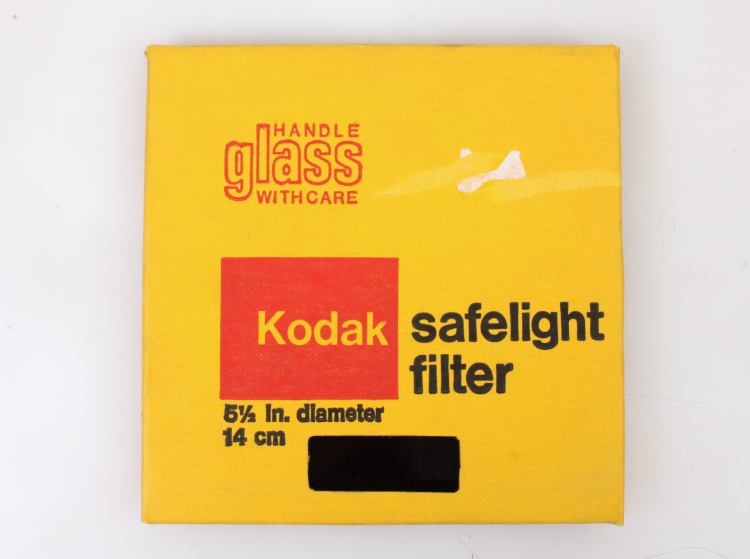 HANDLE
glass
WITH CARE
Kodak
safelight
filter
5½ in. diameter
14 cm